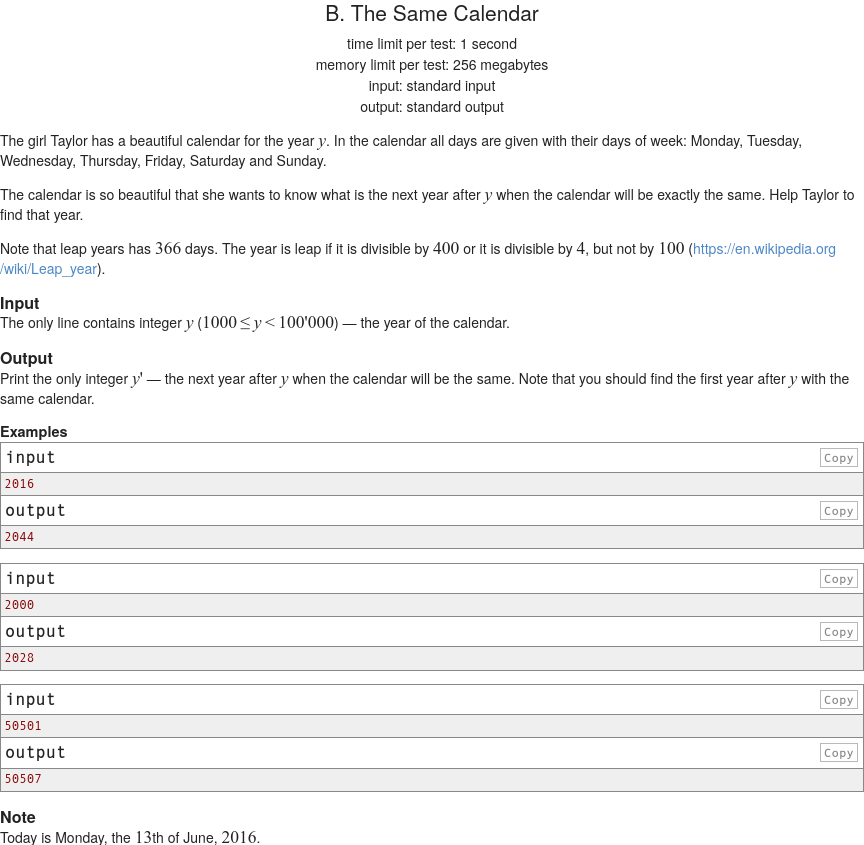 B. The Same Calendar
time limit per test: 1 second
memory limit per test: 256 megabytes
input: standard input
output: standard output
The girl Taylor has a beautiful calendar for the year y. In the calendar all days are given with their days of week: Monday, Tuesday,
Wednesday, Thursday, Friday, Saturday and Sunday.
The calendar is so beautiful that she wants to know what is the next year after y when the calendar will be exactly the same. Help Taylor to
find that year.
Note that leap years has 366 days. The year is leap if it is divisible by 400 or it is divisible by 4, but not by 100 (https://en.wikipedia.org
/wiki/Leap_year).
Input
The only line contains integer y (1000 ≤ y < 100'000) — the year of the calendar.
Output
Print the only integer y' — the next year after y when the calendar will be the same. Note that you should find the first year after y with the
same calendar.
Examples
input Copy
2016
output Copy
2044
input Copy
2000
output Copy
2028
input Copy
50501
output Copy
50507
Note
Today is Monday, the 13th of June, 2016.